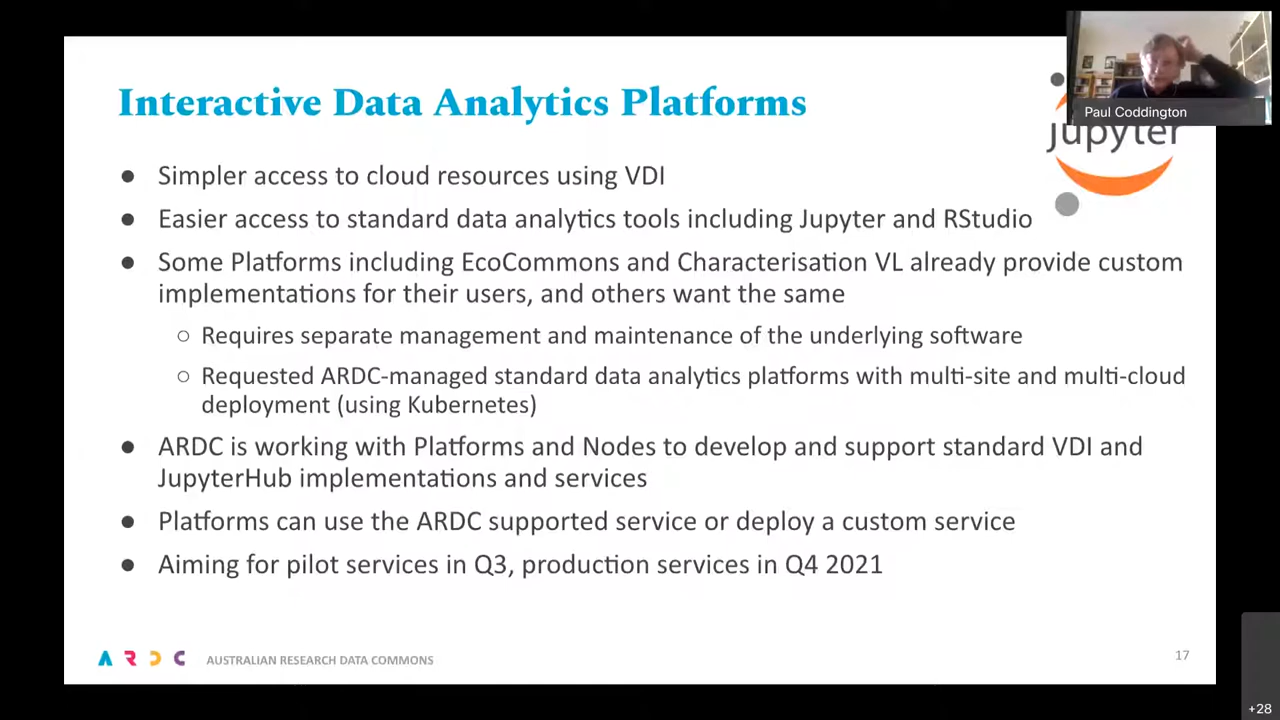 Interactive Data Analytics Platforms
Paul Coddington
Jupyter
● Simpler access to cloud resources using VDI
● Easier access to standard data analytics tools including Jupyter and RStudio
● Some Platforms including EcoCommons and Characterisation VL already provide custom
implementations for their users, and others want the same
○ Requires separate management and maintenance of the underlying software
○ Requested ARDC-managed standard data analytics platforms with multi-site and multi-cloud
deployment (using Kubernetes)
● ARDC is working with Platforms and Nodes to develop and support standard VDI and
JupyterHub implementations and services
● Platforms can use the ARDC supported service or deploy a custom service
● Aiming for pilot services in Q3, production services in Q4 2021
ARDC AUSTRALIAN RESEARCH DATA COMMONS
17
+28